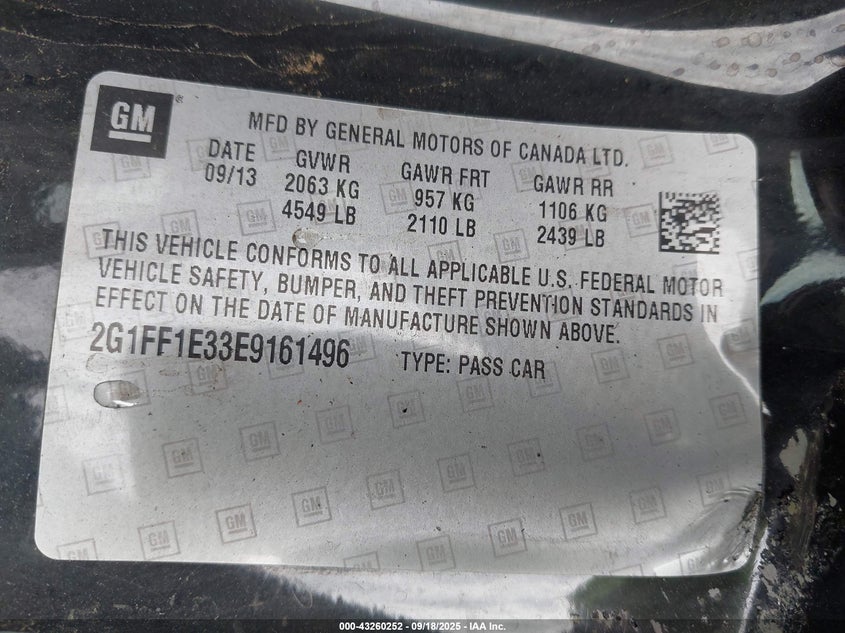 GM®
MFD BY GENERAL MOTORS OF CANADA LTD.
DATE GVWR GAWR FRT GAWR RR
09/13 2063 KG 957 KG 1106 KG
4549 LB 2110 LB 2439 LB
THIS VEHICLE CONFORMS TO ALL APPLICABLE U.S. FEDERAL MOTOR
VEHICLE SAFETY, BUMPER, AND THEFT PREVENTION STANDARDS IN
EFFECT ON THE DATE OF MANUFACTURE SHOWN ABOVE.
2G1FF1E33E9161496 TYPE: PASS CAR
000-43260252 - 09/18/2025 - IAA Inc.